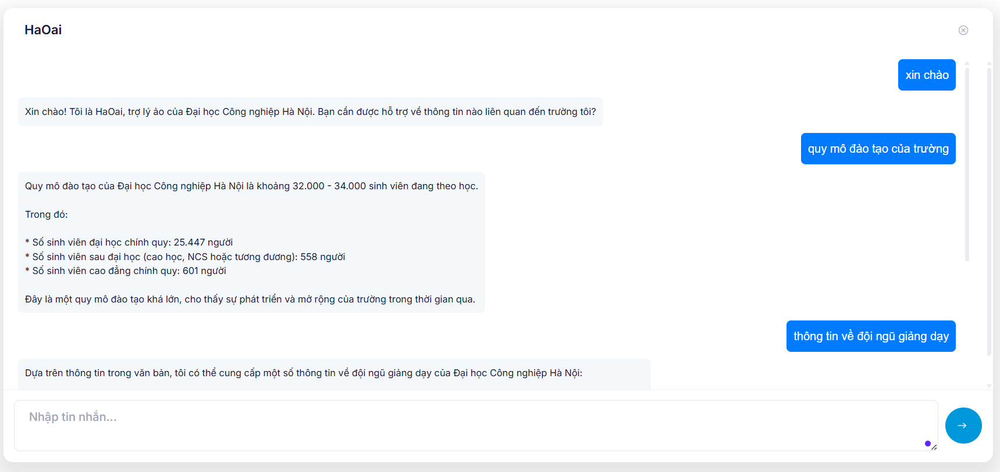 HaOai
xin chào
Xin chào! Tôi là HaOai, trợ lý ảo của Đại học Công nghiệp Hà Nội. Bạn cần được hỗ trợ về thông tin nào liên quan đến trường tôi?
quy mô đào tạo của trường
Quy mô đào tạo của Đại học Công nghiệp Hà Nội là khoảng 32.000 - 34.000 sinh viên đang theo học.
Trong đó:
* Số sinh viên đại học chính quy: 25.447 người
* Số sinh viên sau đại học (cao học, NCS hoặc tương đương): 558 người
* Số sinh viên cao đẳng chính quy: 601 người
Đây là một quy mô đào tạo khá lớn, cho thấy sự phát triển và mở rộng của trường trong thời gian qua.
thông tin về đội ngũ giảng dạy
Dựa trên thông tin trong văn bản, tôi có thể cung cấp một số thông tin về đội ngũ giảng dạy của Đại học Công nghiệp Hà Nội:
Nhập tin nhắn...